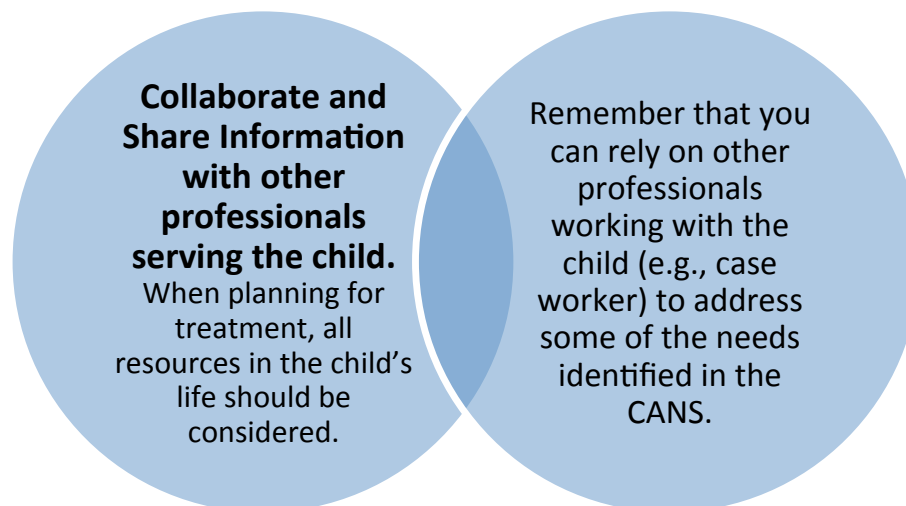 Collaborate and
Share Information
with other
professionals
serving the child.
When planning for
treatment, all
resources in the child's
life should be
considered.
Remember that you
can rely on other
professionals
working with the
child (e.g., case
worker) to address
some of the needs
identified in the
CANS.